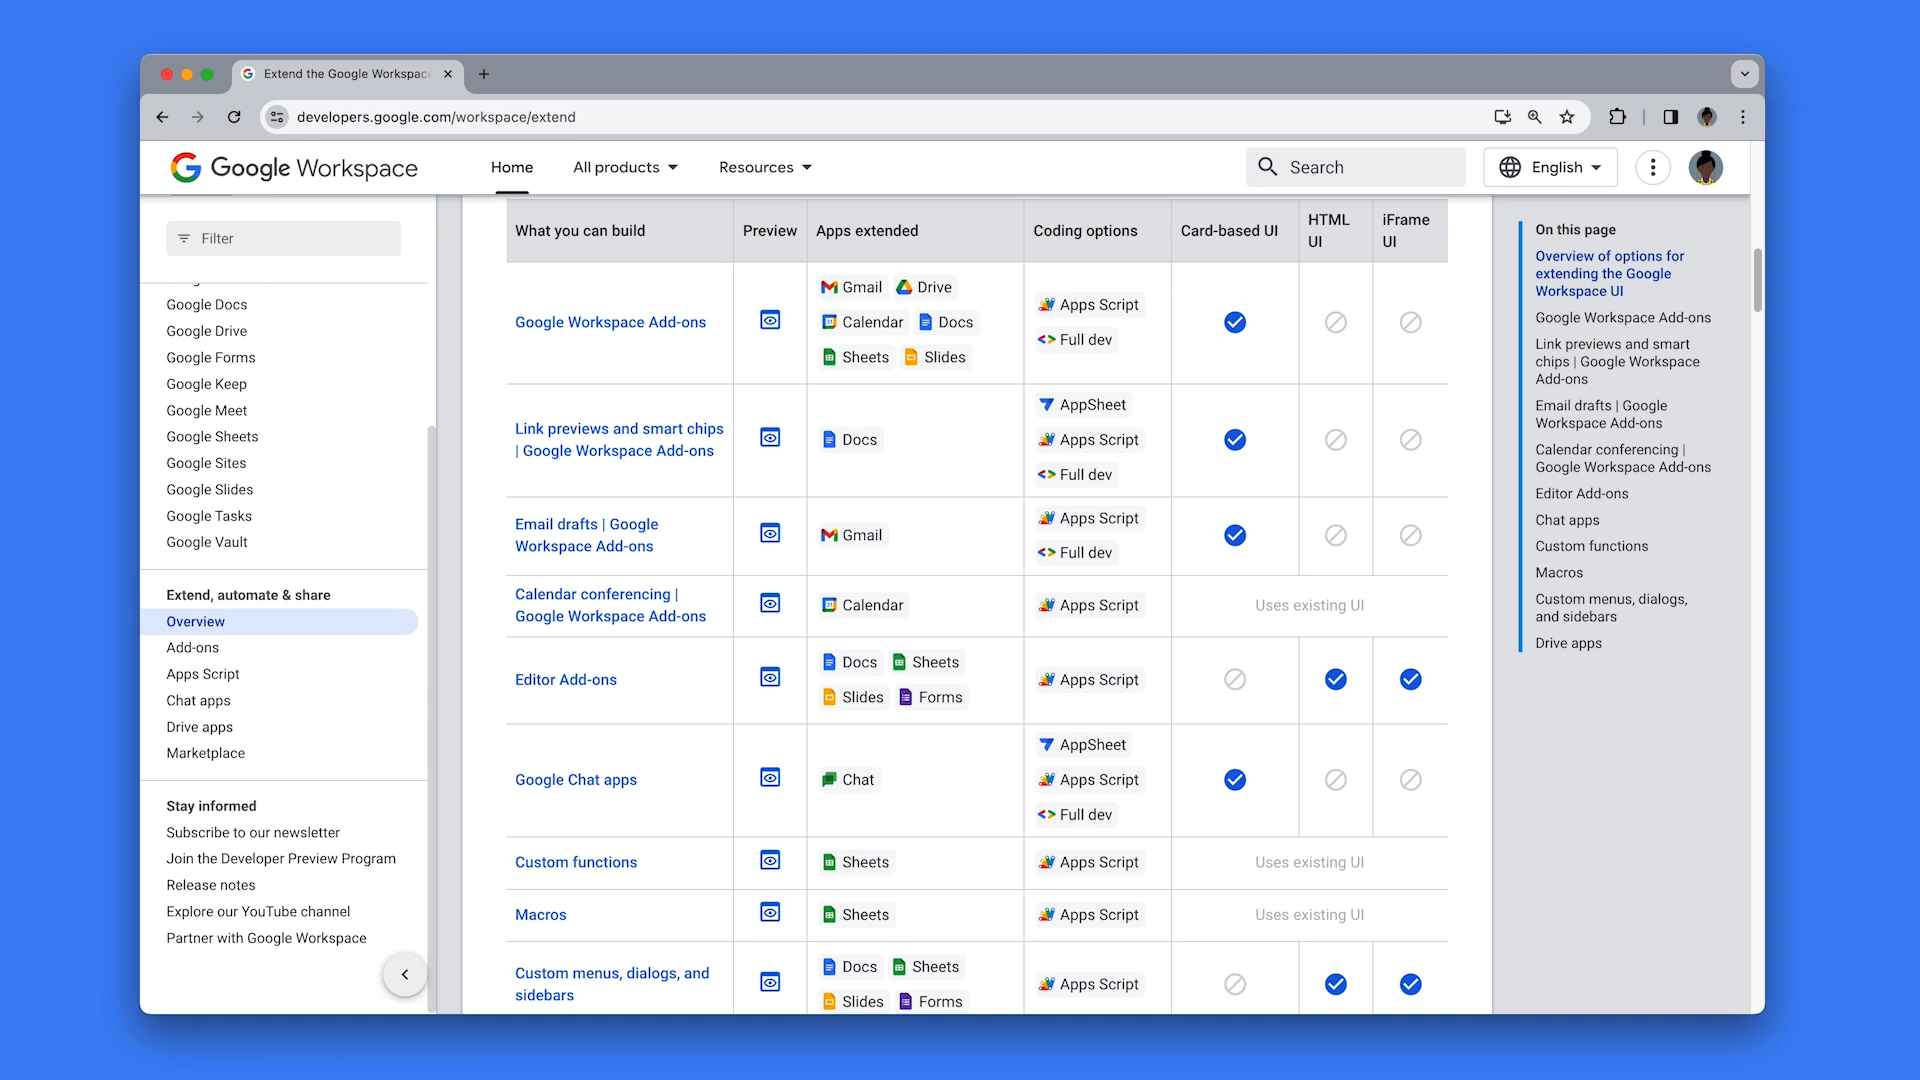 Extend the Google Workspac
developers.google.com/workspace/extend
Google Workspace
Home
All products
Resources
Search
English
Filter
Google Docs
Google Drive
Google Forms
Google Keep
Google Meet
Google Sheets
Google Sites
Google Slides
Google Tasks
Google Vault
Extend, automate & share
Overview
Add-ons
Apps Script
Chat apps
Drive apps
Marketplace
Stay informed
Subscribe to our newsletter
Join the Developer Preview Program
Release notes
Explore our YouTube channel
Partner with Google Workspace
What you can build
Preview
Apps extended
Coding options
Card-based UI
HTML
UI
iFrame
UI
Google Workspace Add-ons
Gmail Drive
Calendar Docs
Sheets Slides
Apps Script
Full dev
Link previews and smart chips
| Google Workspace Add-ons
Docs
AppSheet
Apps Script
Full dev
Email drafts | Google
Workspace Add-ons
Gmail
Apps Script
Full dev
Calendar conferencing |
Google Workspace Add-ons
Calendar
Apps Script
Uses existing UI
Editor Add-ons
Docs Sheets
Slides Forms
Apps Script
Google Chat apps
Chat
AppSheet
Apps Script
Full dev
Custom functions
Sheets
Apps Script
Uses existing UI
Macros
Sheets
Apps Script
Uses existing UI
Custom menus, dialogs, and
sidebars
Docs Sheets
Slides Forms
Apps Script
On this page
Overview of options for
extending the Google
Workspace UI
Google Workspace Add-ons
Link previews and smart
chips | Google Workspace
Add-ons
Email drafts | Google
Workspace Add-ons
Calendar conferencing |
Google Workspace Add-ons
Editor Add-ons
Chat apps
Custom functions
Macros
Custom menus, dialogs,
and sidebars
Drive apps